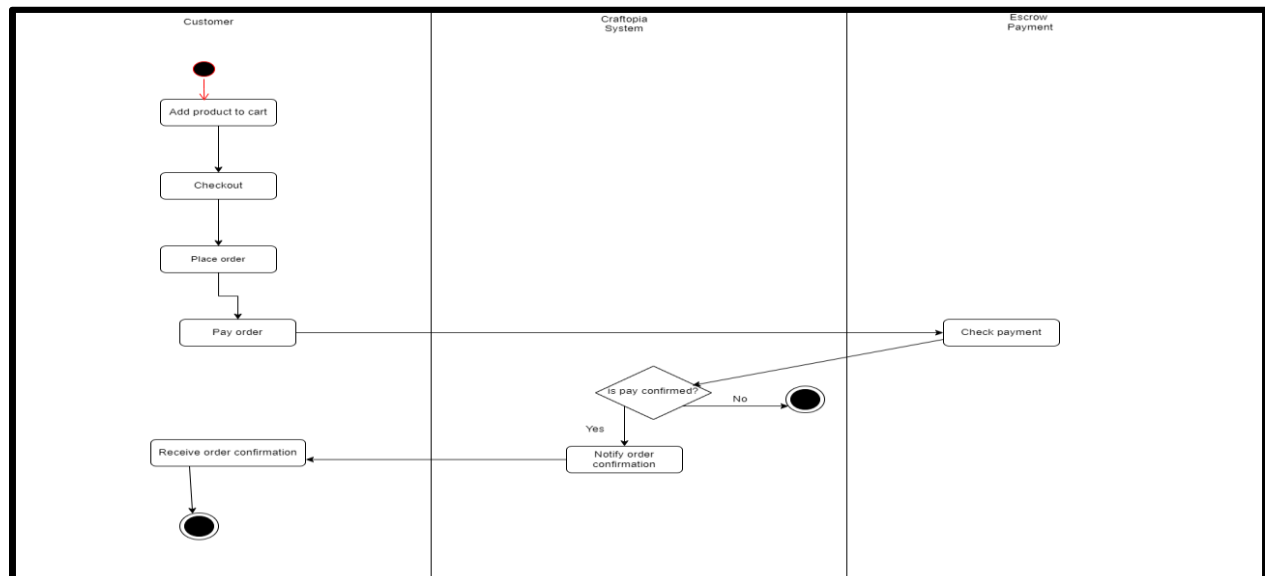 Customer
Craftopia
System
Escrow
Payment
Add product to cart
Checkout
Place order
Pay order
Check payment
is pay confirmed?
No
Yes
Receive order confirmation
Notify order
confirmation